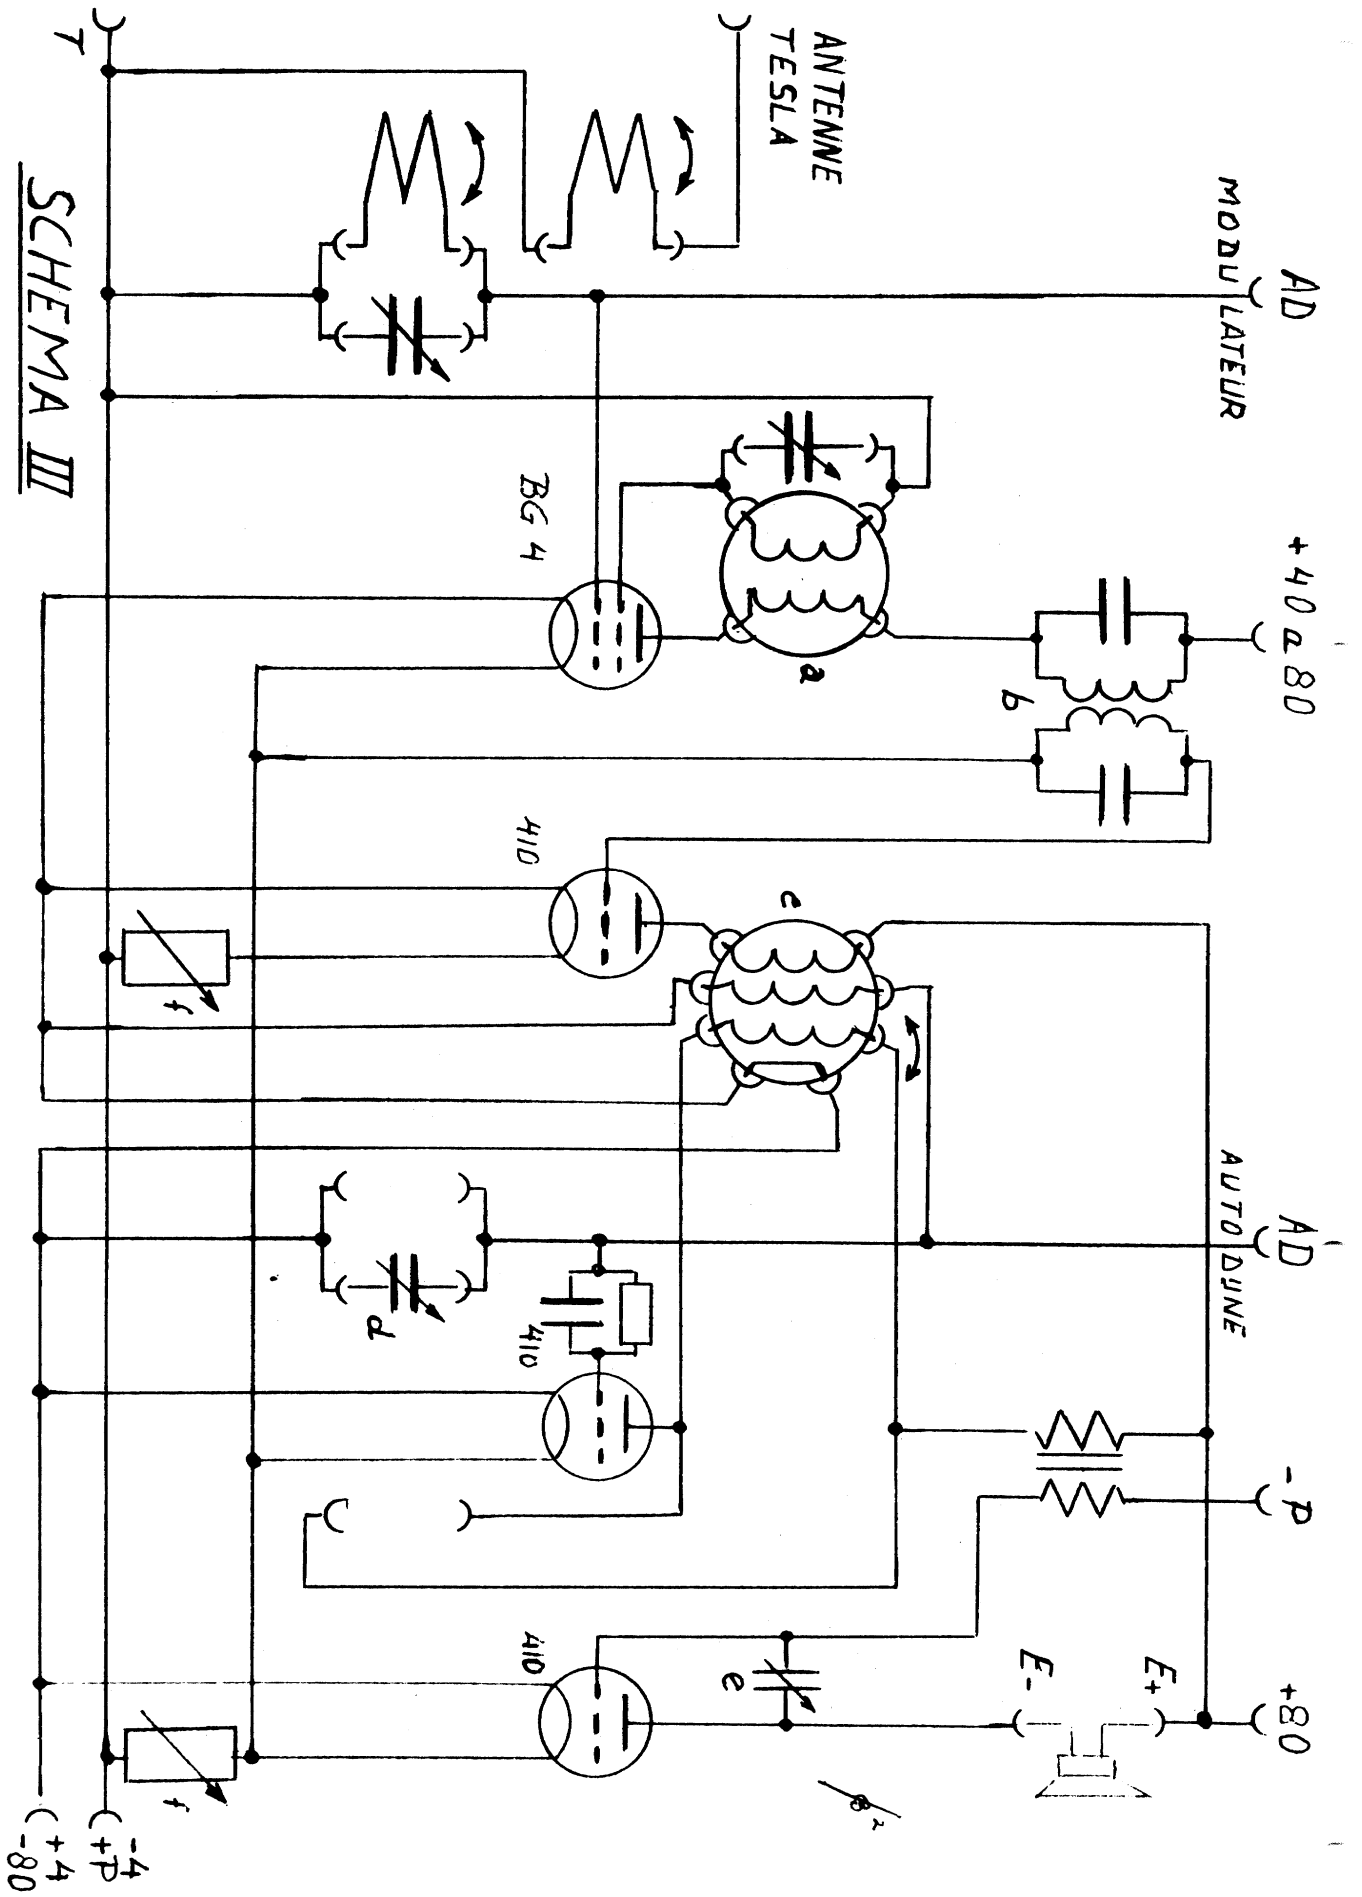 ANTENNE
TESLA
T
AD
MODULATEUR
+40 a 80
BG 4
a
b
410
c
f
AD
AUTODYNE
d
410
-P
410
e
E-
E+
+80
f
-4
+P
+4
-80
SCHEMA III